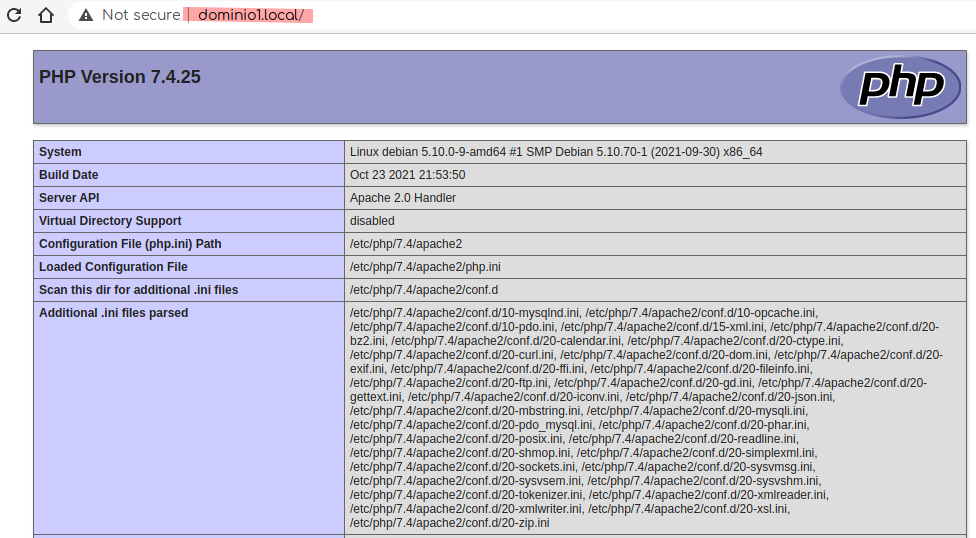 Not secure | dominio1.local/
PHP Version 7.4.25
php
System Linux debian 5.10.0-9-amd64 #1 SMP Debian 5.10.70-1 (2021-09-30) x86_64
Build Date Oct 23 2021 21:53:50
Server API Apache 2.0 Handler
Virtual Directory Support disabled
Configuration File (php.ini) Path /etc/php/7.4/apache2
Loaded Configuration File /etc/php/7.4/apache2/php.ini
Scan this dir for additional .ini files /etc/php/7.4/apache2/conf.d
Additional .ini files parsed /etc/php/7.4/apache2/conf.d/10-mysqlnd.ini, /etc/php/7.4/apache2/conf.d/10-opcache.ini,
/etc/php/7.4/apache2/conf.d/10-pdo.ini, /etc/php/7.4/apache2/conf.d/15-xml.ini, /etc/php/7.4/apache2/conf.d/20-
bz2.ini, /etc/php/7.4/apache2/conf.d/20-calendar.ini, /etc/php/7.4/apache2/conf.d/20-ctype.ini,
/etc/php/7.4/apache2/conf.d/20-curl.ini, /etc/php/7.4/apache2/conf.d/20-dom.ini, /etc/php/7.4/apache2/conf.d/20-
exif.ini, /etc/php/7.4/apache2/conf.d/20-ffi.ini, /etc/php/7.4/apache2/conf.d/20-fileinfo.ini,
/etc/php/7.4/apache2/conf.d/20-ftp.ini, /etc/php/7.4/apache2/conf.d/20-gd.ini, /etc/php/7.4/apache2/conf.d/20-
gettext.ini, /etc/php/7.4/apache2/conf.d/20-iconv.ini, /etc/php/7.4/apache2/conf.d/20-json.ini,
/etc/php/7.4/apache2/conf.d/20-mbstring.ini, /etc/php/7.4/apache2/conf.d/20-mysqli.ini,
/etc/php/7.4/apache2/conf.d/20-pdo_mysql.ini, /etc/php/7.4/apache2/conf.d/20-phar.ini,
/etc/php/7.4/apache2/conf.d/20-posix.ini, /etc/php/7.4/apache2/conf.d/20-readline.ini,
/etc/php/7.4/apache2/conf.d/20-shmop.ini, /etc/php/7.4/apache2/conf.d/20-simplexml.ini,
/etc/php/7.4/apache2/conf.d/20-sockets.ini, /etc/php/7.4/apache2/conf.d/20-sysvmsg.ini,
/etc/php/7.4/apache2/conf.d/20-sysvsem.ini, /etc/php/7.4/apache2/conf.d/20-sysvshm.ini,
/etc/php/7.4/apache2/conf.d/20-tokenizer.ini, /etc/php/7.4/apache2/conf.d/20-xmlreader.ini,
/etc/php/7.4/apache2/conf.d/20-xmlwriter.ini, /etc/php/7.4/apache2/conf.d/20-xsl.ini,
/etc/php/7.4/apache2/conf.d/20-zip.ini